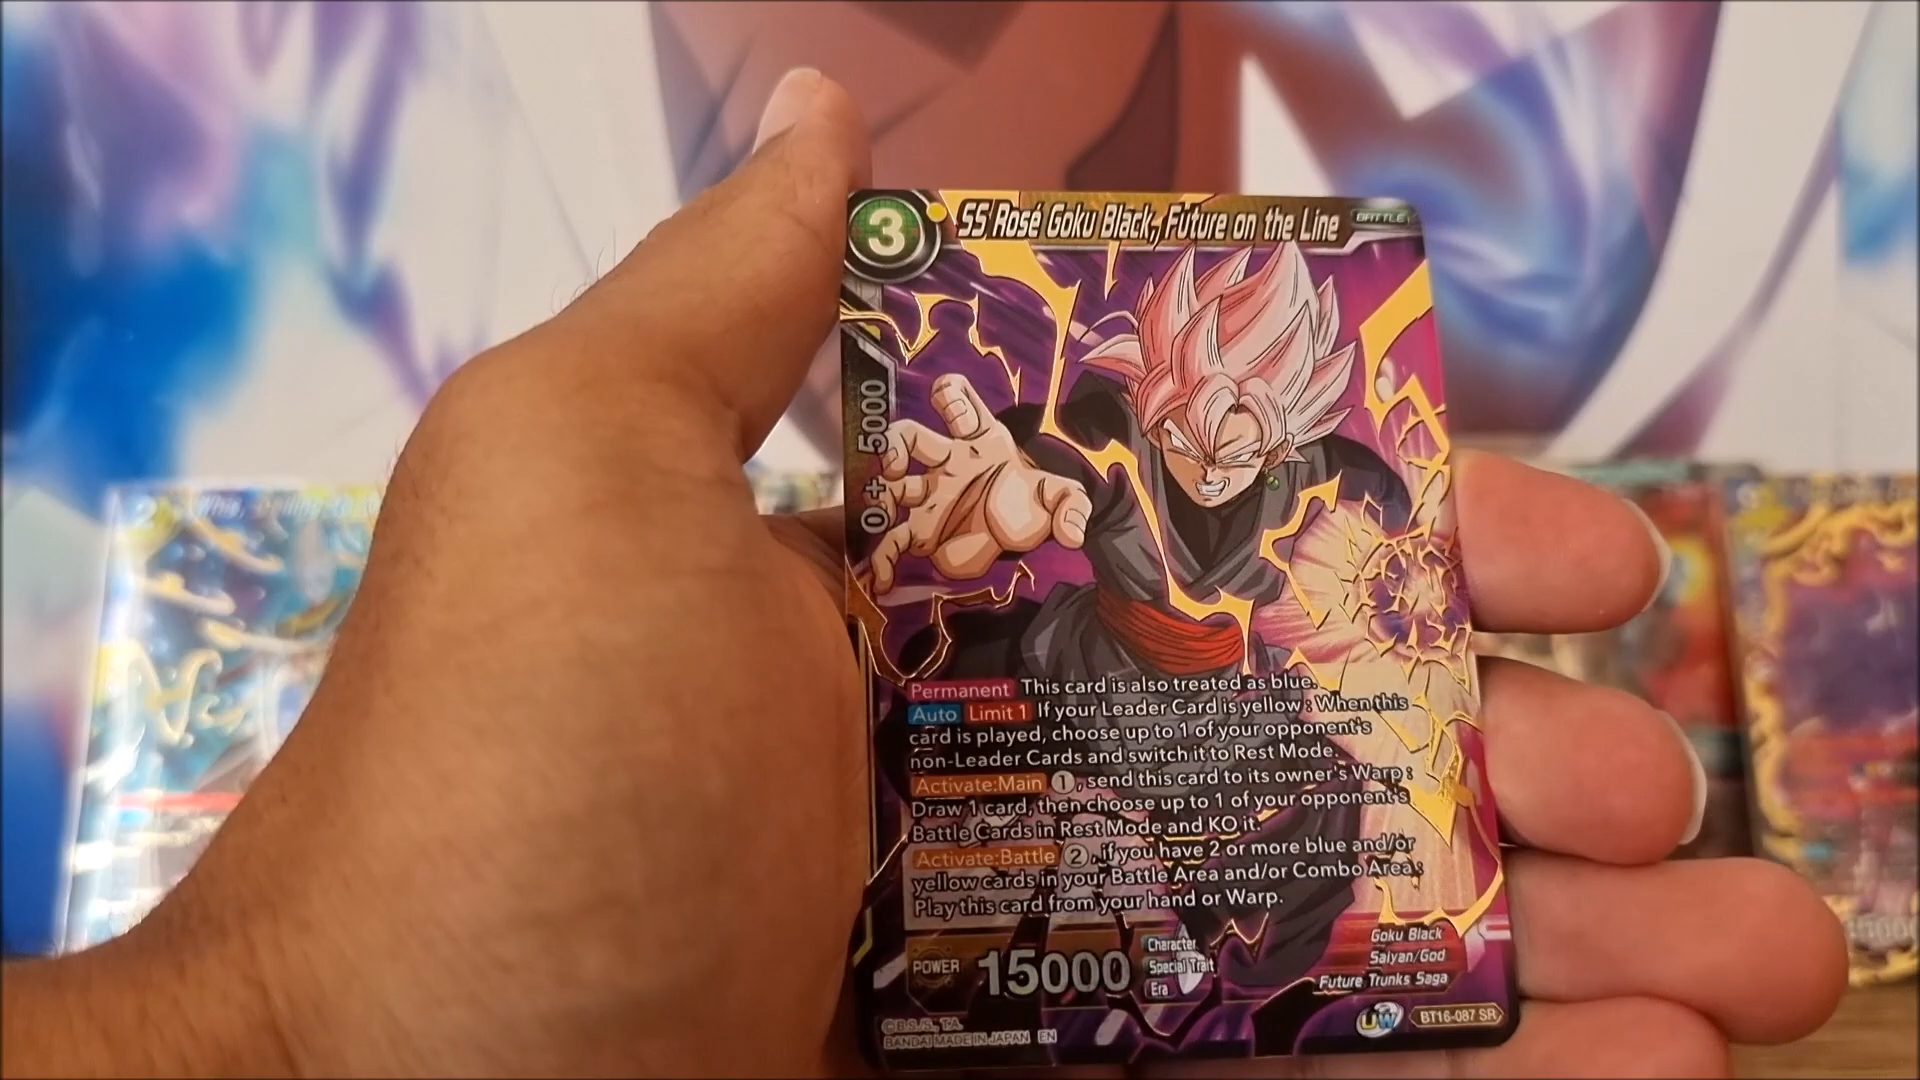 3
SS Rosé Goku Black, Future on the Line
BATTLE
0 + 5000
Permanent This card is also treated as blue.
Auto Limit 1 If your Leader Card is yellow : When this
card is played, choose up to 1 of your opponent's
non-Leader Cards and switch it to Rest Mode.
Activate:Main 1, send this card to its owner's Warp :
Draw 1 card, then choose up to 1 of your opponent's
Battle Cards in Rest Mode and KO it.
Activate:Battle 2, if you have 2 or more blue and/or
yellow cards in your Battle Area and/or Combo Area :
Play this card from your hand or Warp.
POWER 15000
Character Goku Black
Special Trait Saiyan/God
Era Future Trunks Saga
©B.S./S., T.A.
BANDAI MADE IN JAPAN EN
UW BT16-087 SR
2 Whis,